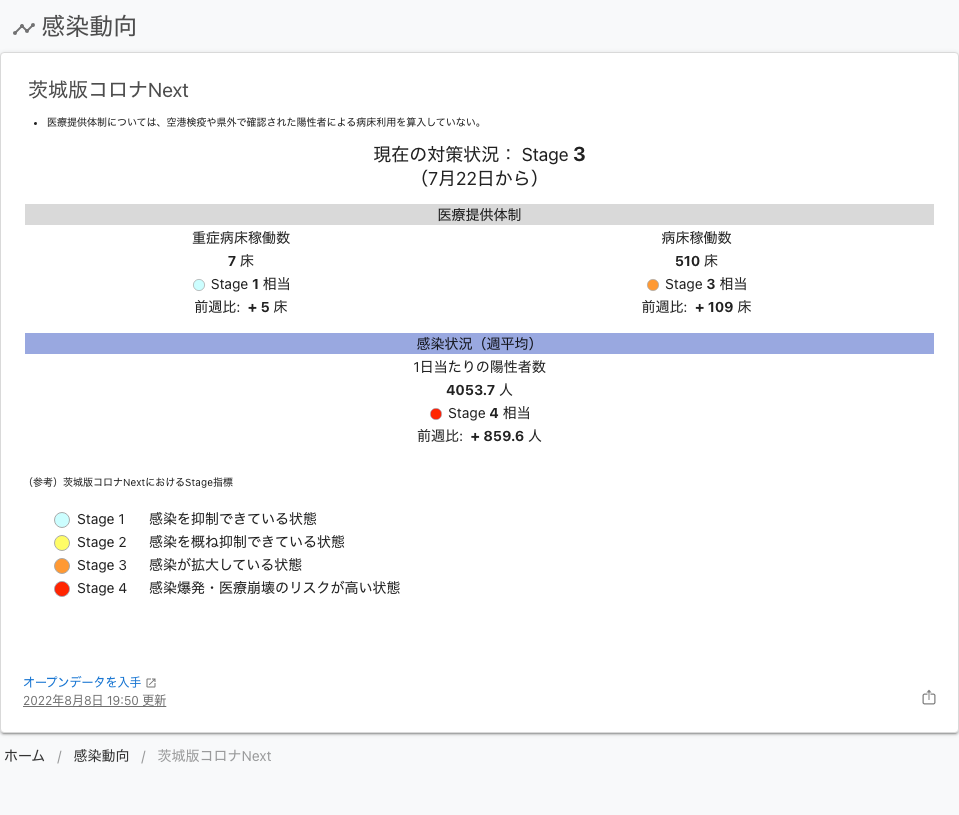 感染動向
茨城版コロナNext
• 医療提供体制については、空港検疫や県外で確認された陽性者による病床利用を算入していない。
現在の対策状況： Stage 3
（7月22日から）
医療提供体制
重症病床稼働数
7 床
Stage 1 相当
前週比: + 5 床
病床稼働数
510 床
Stage 3 相当
前週比: + 109 床
感染状況（週平均）
1日当たりの陽性者数
4053.7 人
Stage 4 相当
前週比: + 859.6 人
（参考）茨城版コロナNextにおけるStage指標
Stage 1 感染を抑制できている状態
Stage 2 感染を概ね抑制できている状態
Stage 3 感染が拡大している状態
Stage 4 感染爆発・医療崩壊のリスクが高い状態
オープンデータを入手
2022年8月8日 19:50 更新
ホーム / 感染動向 / 茨城版コロナNext